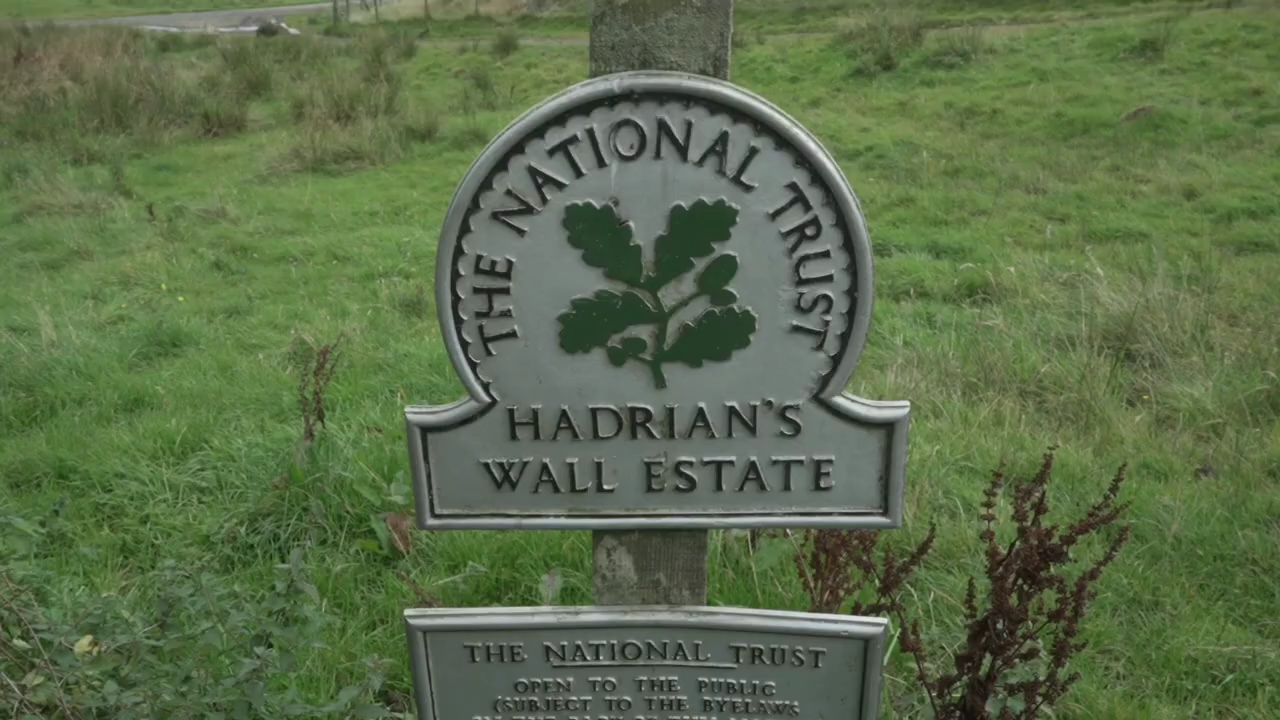 THE NATIONAL TRUST
HADRIAN'S
WALL ESTATE
THE NATIONAL TRUST
OPEN TO THE PUBLIC
(SUBJECT TO THE BYELAWS